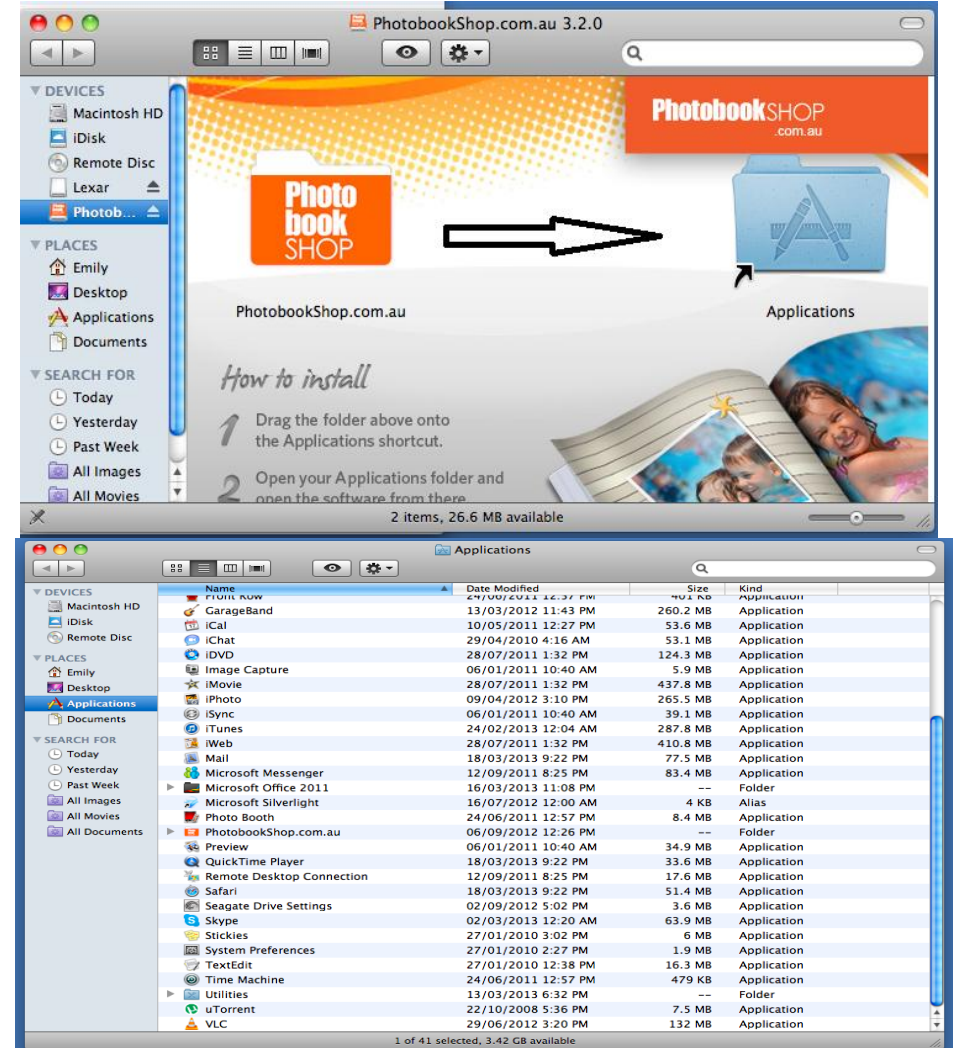 PhotobookShop.com.au 3.2.0
DEVICES
Macintosh HD
iDisk
Remote Disc
Lexar
Photob...
PLACES
Emily
Desktop
Applications
Documents
SEARCH FOR
Today
Yesterday
Past Week
All Images
All Movies
PhotobookSHOP
.com.au
Photo
book
SHOP
PhotobookShop.com.au
Applications
How to install
1 Drag the folder above onto
the Applications shortcut.
2 Open your Applications folder and
open the software from there
2 items, 26.6 MB available
Applications
DEVICES
Macintosh HD
iDisk
Remote Disc
PLACES
Emily
Desktop
Applications
Documents
SEARCH FOR
Today
Yesterday
Past Week
All Images
All Movies
All Documents
Name Date Modified Size Kind
Front Row 24/06/2011 12:57 PM 401 KB Application
GarageBand 13/03/2012 11:43 PM 260.2 MB Application
iCal 10/05/2011 12:27 PM 53.6 MB Application
iChat 29/04/2010 4:16 AM 53.1 MB Application
iDVD 28/07/2011 1:32 PM 124.3 MB Application
Image Capture 06/01/2011 10:40 AM 5.9 MB Application
iMovie 28/07/2011 1:32 PM 437.8 MB Application
iPhoto 09/04/2012 3:10 PM 265.5 MB Application
iSync 06/01/2011 10:40 AM 39.1 MB Application
iTunes 24/02/2013 12:04 AM 287.8 MB Application
iWeb 28/07/2011 1:32 PM 410.8 MB Application
Mail 18/03/2013 9:22 PM 77.5 MB Application
Microsoft Messenger 12/09/2011 8:25 PM 83.4 MB Application
Microsoft Office 2011 16/03/2013 11:08 PM -- Folder
Microsoft Silverlight 16/07/2012 12:00 AM 4 KB Alias
Photo Booth 24/06/2011 12:57 PM 8.4 MB Application
PhotobookShop.com.au 06/09/2012 12:26 PM -- Folder
Preview 06/01/2011 10:40 AM 34.9 MB Application
QuickTime Player 18/03/2013 9:22 PM 33.6 MB Application
Remote Desktop Connection 12/09/2011 8:25 PM 17.6 MB Application
Safari 18/03/2013 9:22 PM 51.4 MB Application
Seagate Drive Settings 02/09/2012 5:02 PM 3.6 MB Application
Skype 02/03/2013 12:20 AM 63.9 MB Application
Stickies 27/01/2010 3:02 PM 6 MB Application
System Preferences 27/01/2010 2:27 PM 1.9 MB Application
TextEdit 27/01/2010 12:38 PM 16.3 MB Application
Time Machine 24/06/2011 12:57 PM 479 KB Application
Utilities 13/03/2013 6:32 PM -- Folder
uTorrent 22/10/2008 5:36 PM 7.5 MB Application
VLC 29/06/2012 3:20 PM 132 MB Application
1 of 41 selected, 3.42 GB available